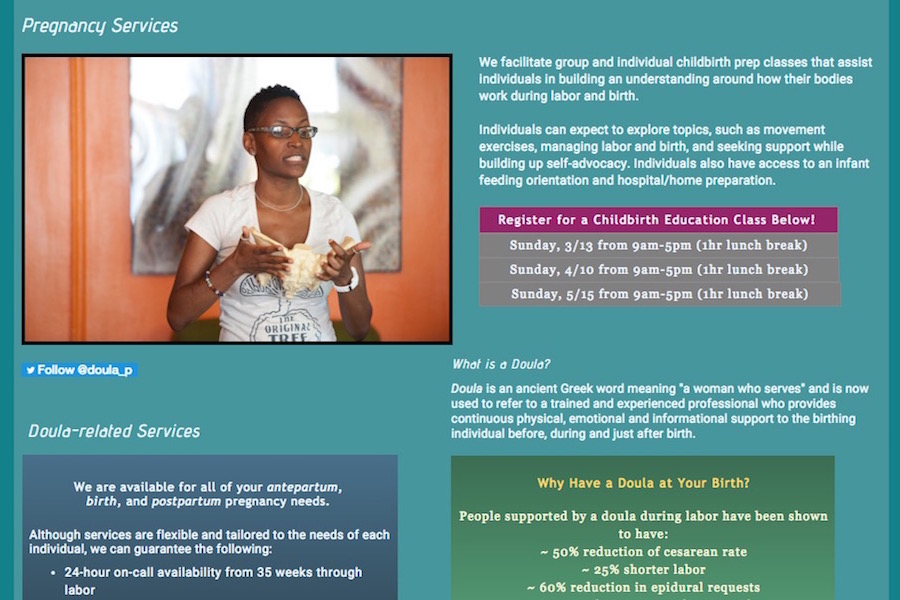 Pregnancy Services
We facilitate group and individual childbirth prep classes that assist
individuals in building an understanding around how their bodies
work during labor and birth.
Individuals can expect to explore topics, such as movement
exercises, managing labor and birth, and seeking support while
building up self-advocacy. Individuals also have access to an infant
feeding orientation and hospital/home preparation.
Register for a Childbirth Education Class Below!
Sunday, 3/13 from 9am-5pm (1hr lunch break)
Sunday, 4/10 from 9am-5pm (1hr lunch break)
Sunday, 5/15 from 9am-5pm (1hr lunch break)
THE
ORIGINAL
TREE
Follow @doula_p
What is a Doula?
Doula is an ancient Greek word meaning "a woman who serves" and is now
used to refer to a trained and experienced professional who provides
continuous physical, emotional and informational support to the birthing
individual before, during and just after birth.
Doula-related Services
We are available for all of your antepartum,
birth, and postpartum pregnancy needs.
Although services are flexible and tailored to the needs of each
individual, we can guarantee the following:
• 24-hour on-call availability from 35 weeks through
labor
Why Have a Doula at Your Birth?
People supported by a doula during labor have been shown
to have:
~ 50% reduction of cesarean rate
~ 25% shorter labor
~ 60% reduction in epidural requests